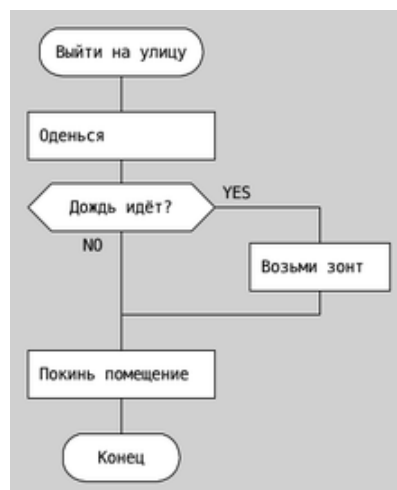 Выйти на улицу
Оденься
Дождь идёт?
YES
NO
Возьми зонт
Покинь помещение
Конец